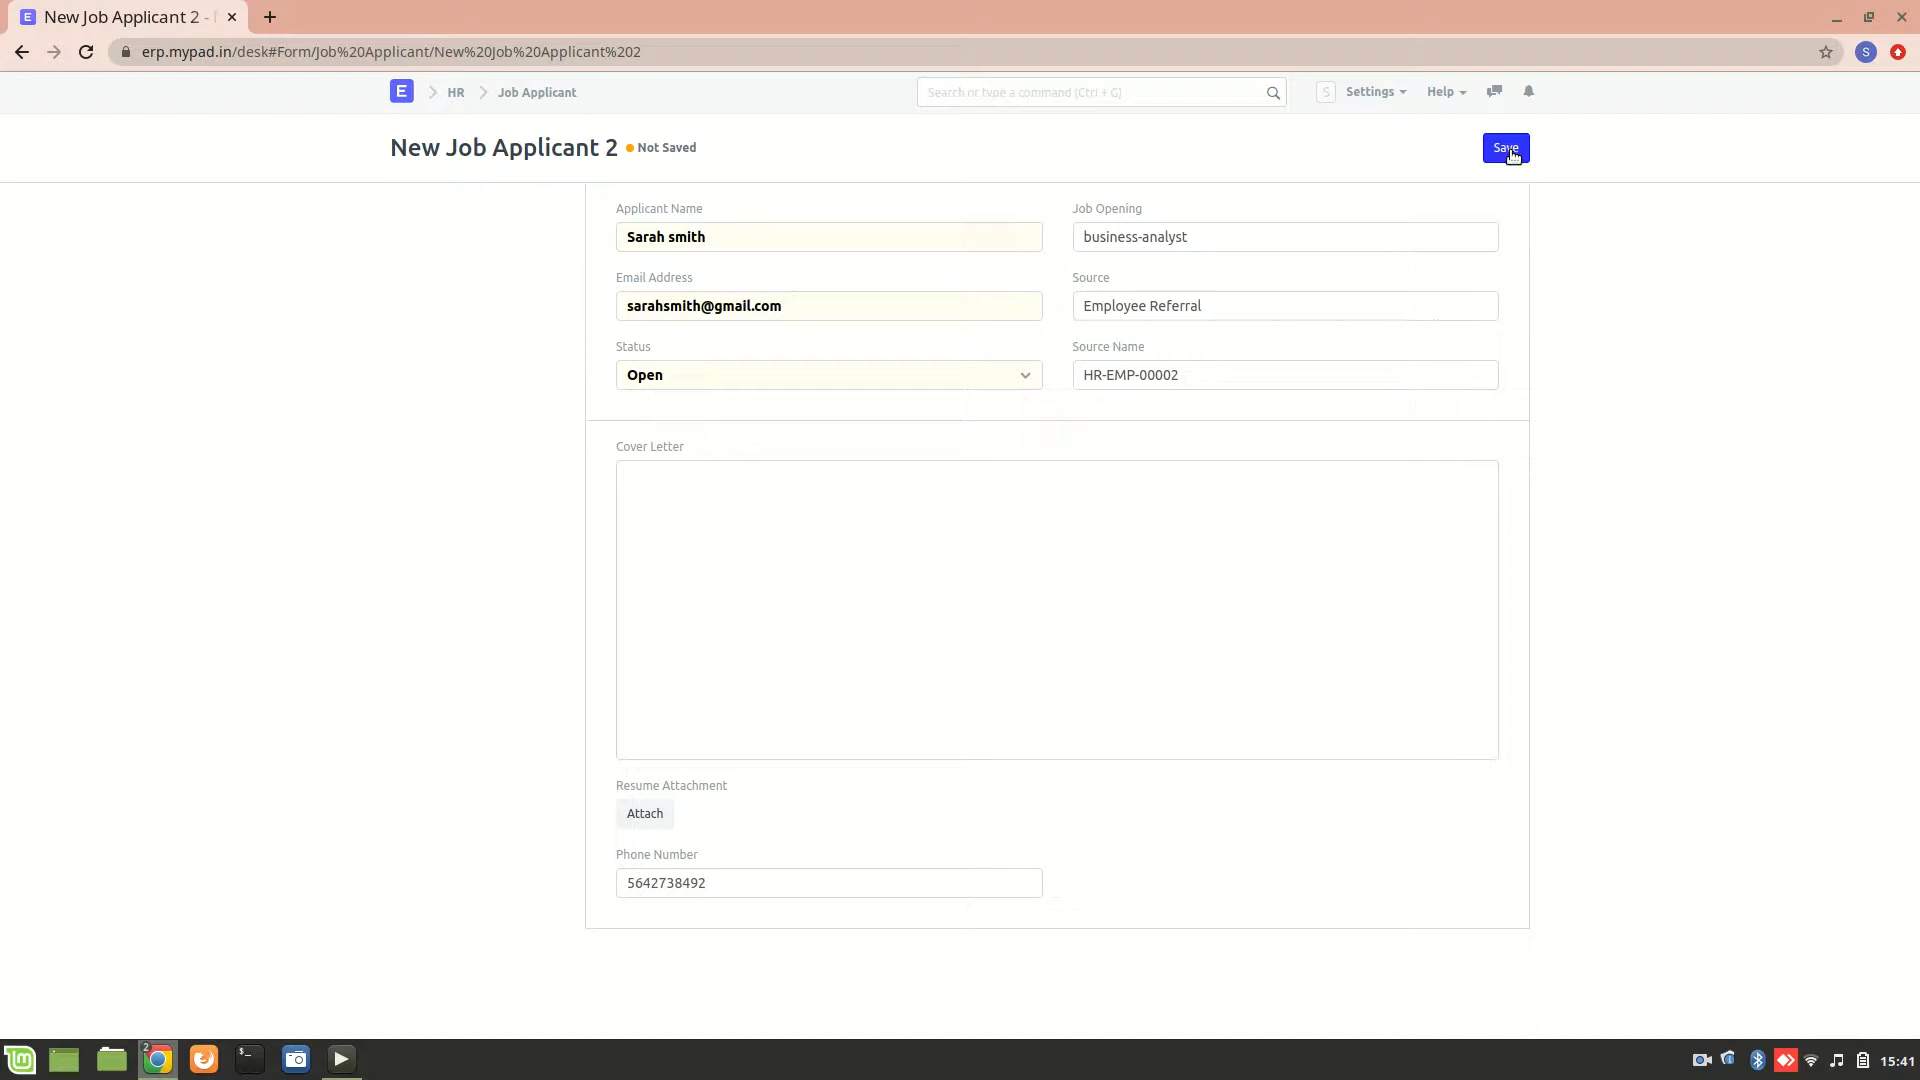 E New Job Applicant 2 -
erp.mypad.in/desk#Form/Job%20Applicant/New%20Job%20Applicant%202
S
E HR Job Applicant Search or type a command (Ctrl + G) S Settings Help
New Job Applicant 2 Not Saved Save
Applicant Name Job Opening
Sarah smith business-analyst
Email Address Source
sarahsmith@gmail.com Employee Referral
Status Source Name
Open HR-EMP-00002
Cover Letter
Resume Attachment
Attach
Phone Number
5642738492
2
15:41